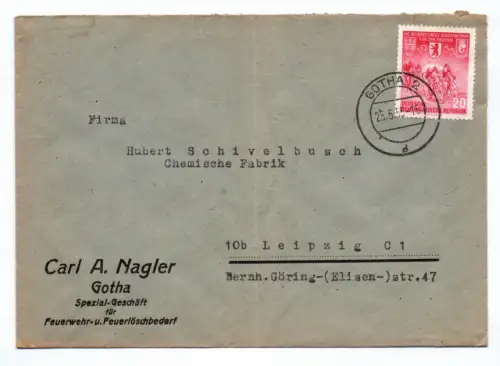 20
GOTHA 2
d
Firma
Hubert Schivelbusch
Chemische Fabrik
10b Leipzig C1
Bernh.Göring-(Elisen-)str.47
Carl A. Nagler
Gotha
Spezial-Geschäft
für
Feuerwehr- u. Feuerlöschbedarf